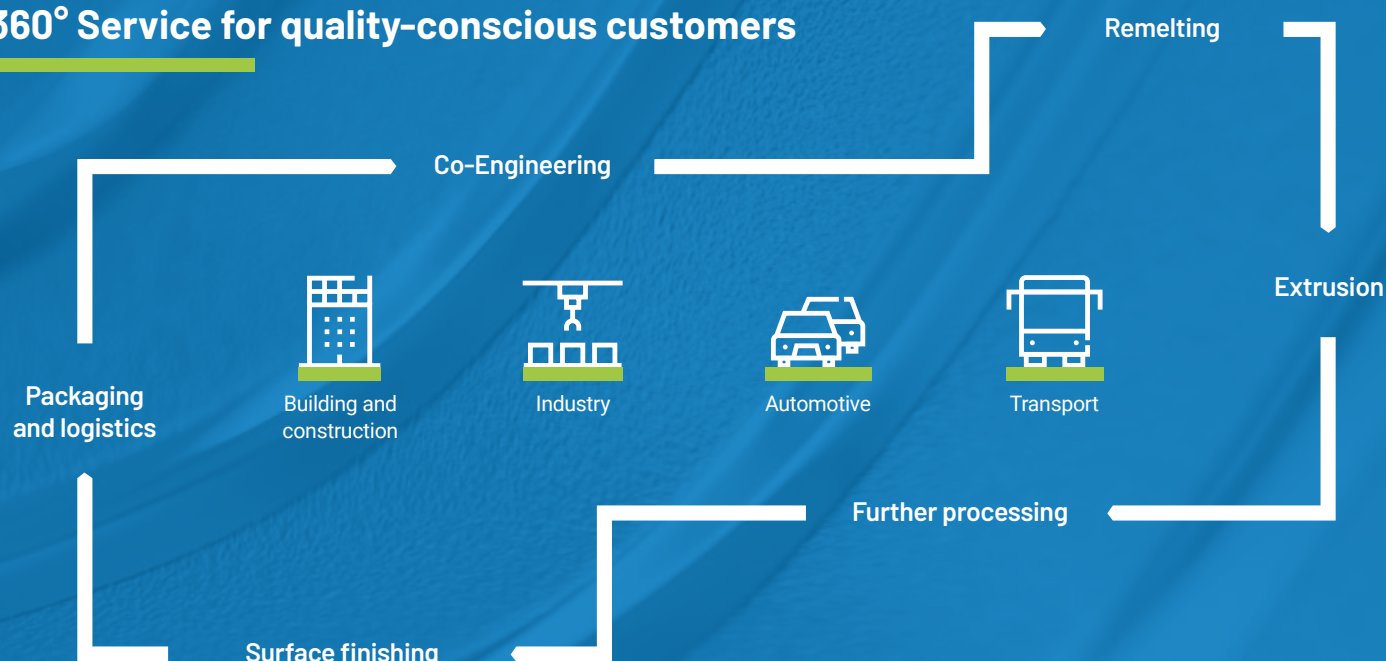 360° Service for quality-conscious customers
Remelting
Co-Engineering
Extrusion
Packaging
and logistics
Building and
construction
Industry
Automotive
Transport
Further processing
Surface finishing